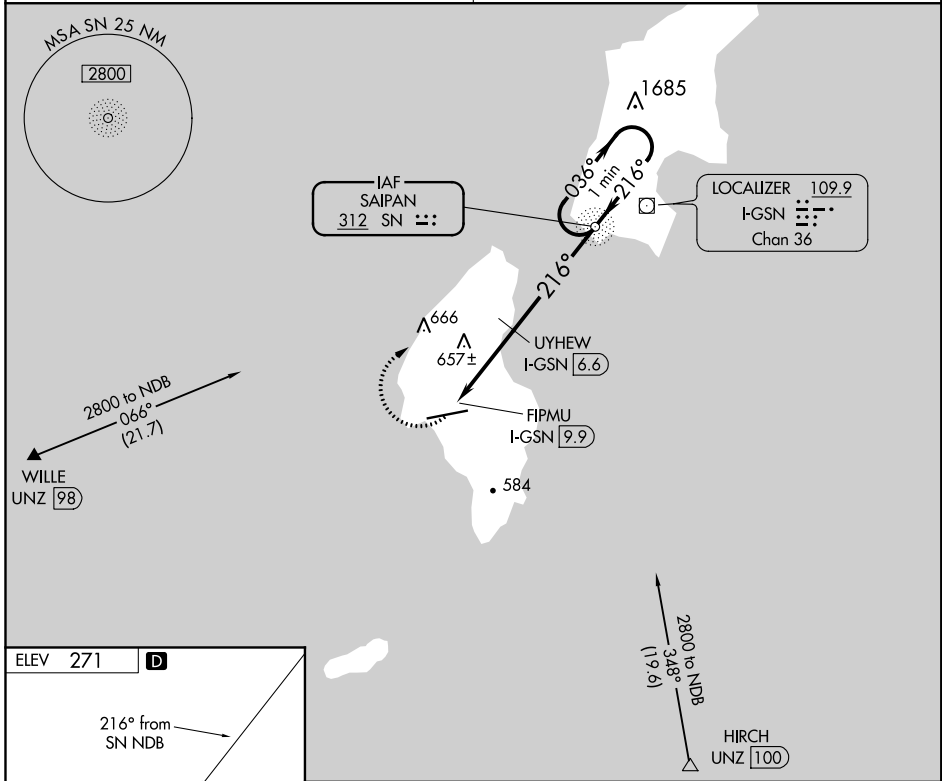 MSA SN 25 NM
2800
1685
036°
1 min
216°
IAF
SAIPAN
312 SN
LOCALIZER 109.9
I-GSN
Chan 36
216°
666
657±
UYHEW
I-GSN 6.6
FIPMU
I-GSN 9.9
2800 to NDB
066°
(21.7)
WILLE
UNZ 98
584
2800 to NDB
348°
(19.6)
HIRCH
UNZ 100
ELEV 271 D
216° from
SN NDB